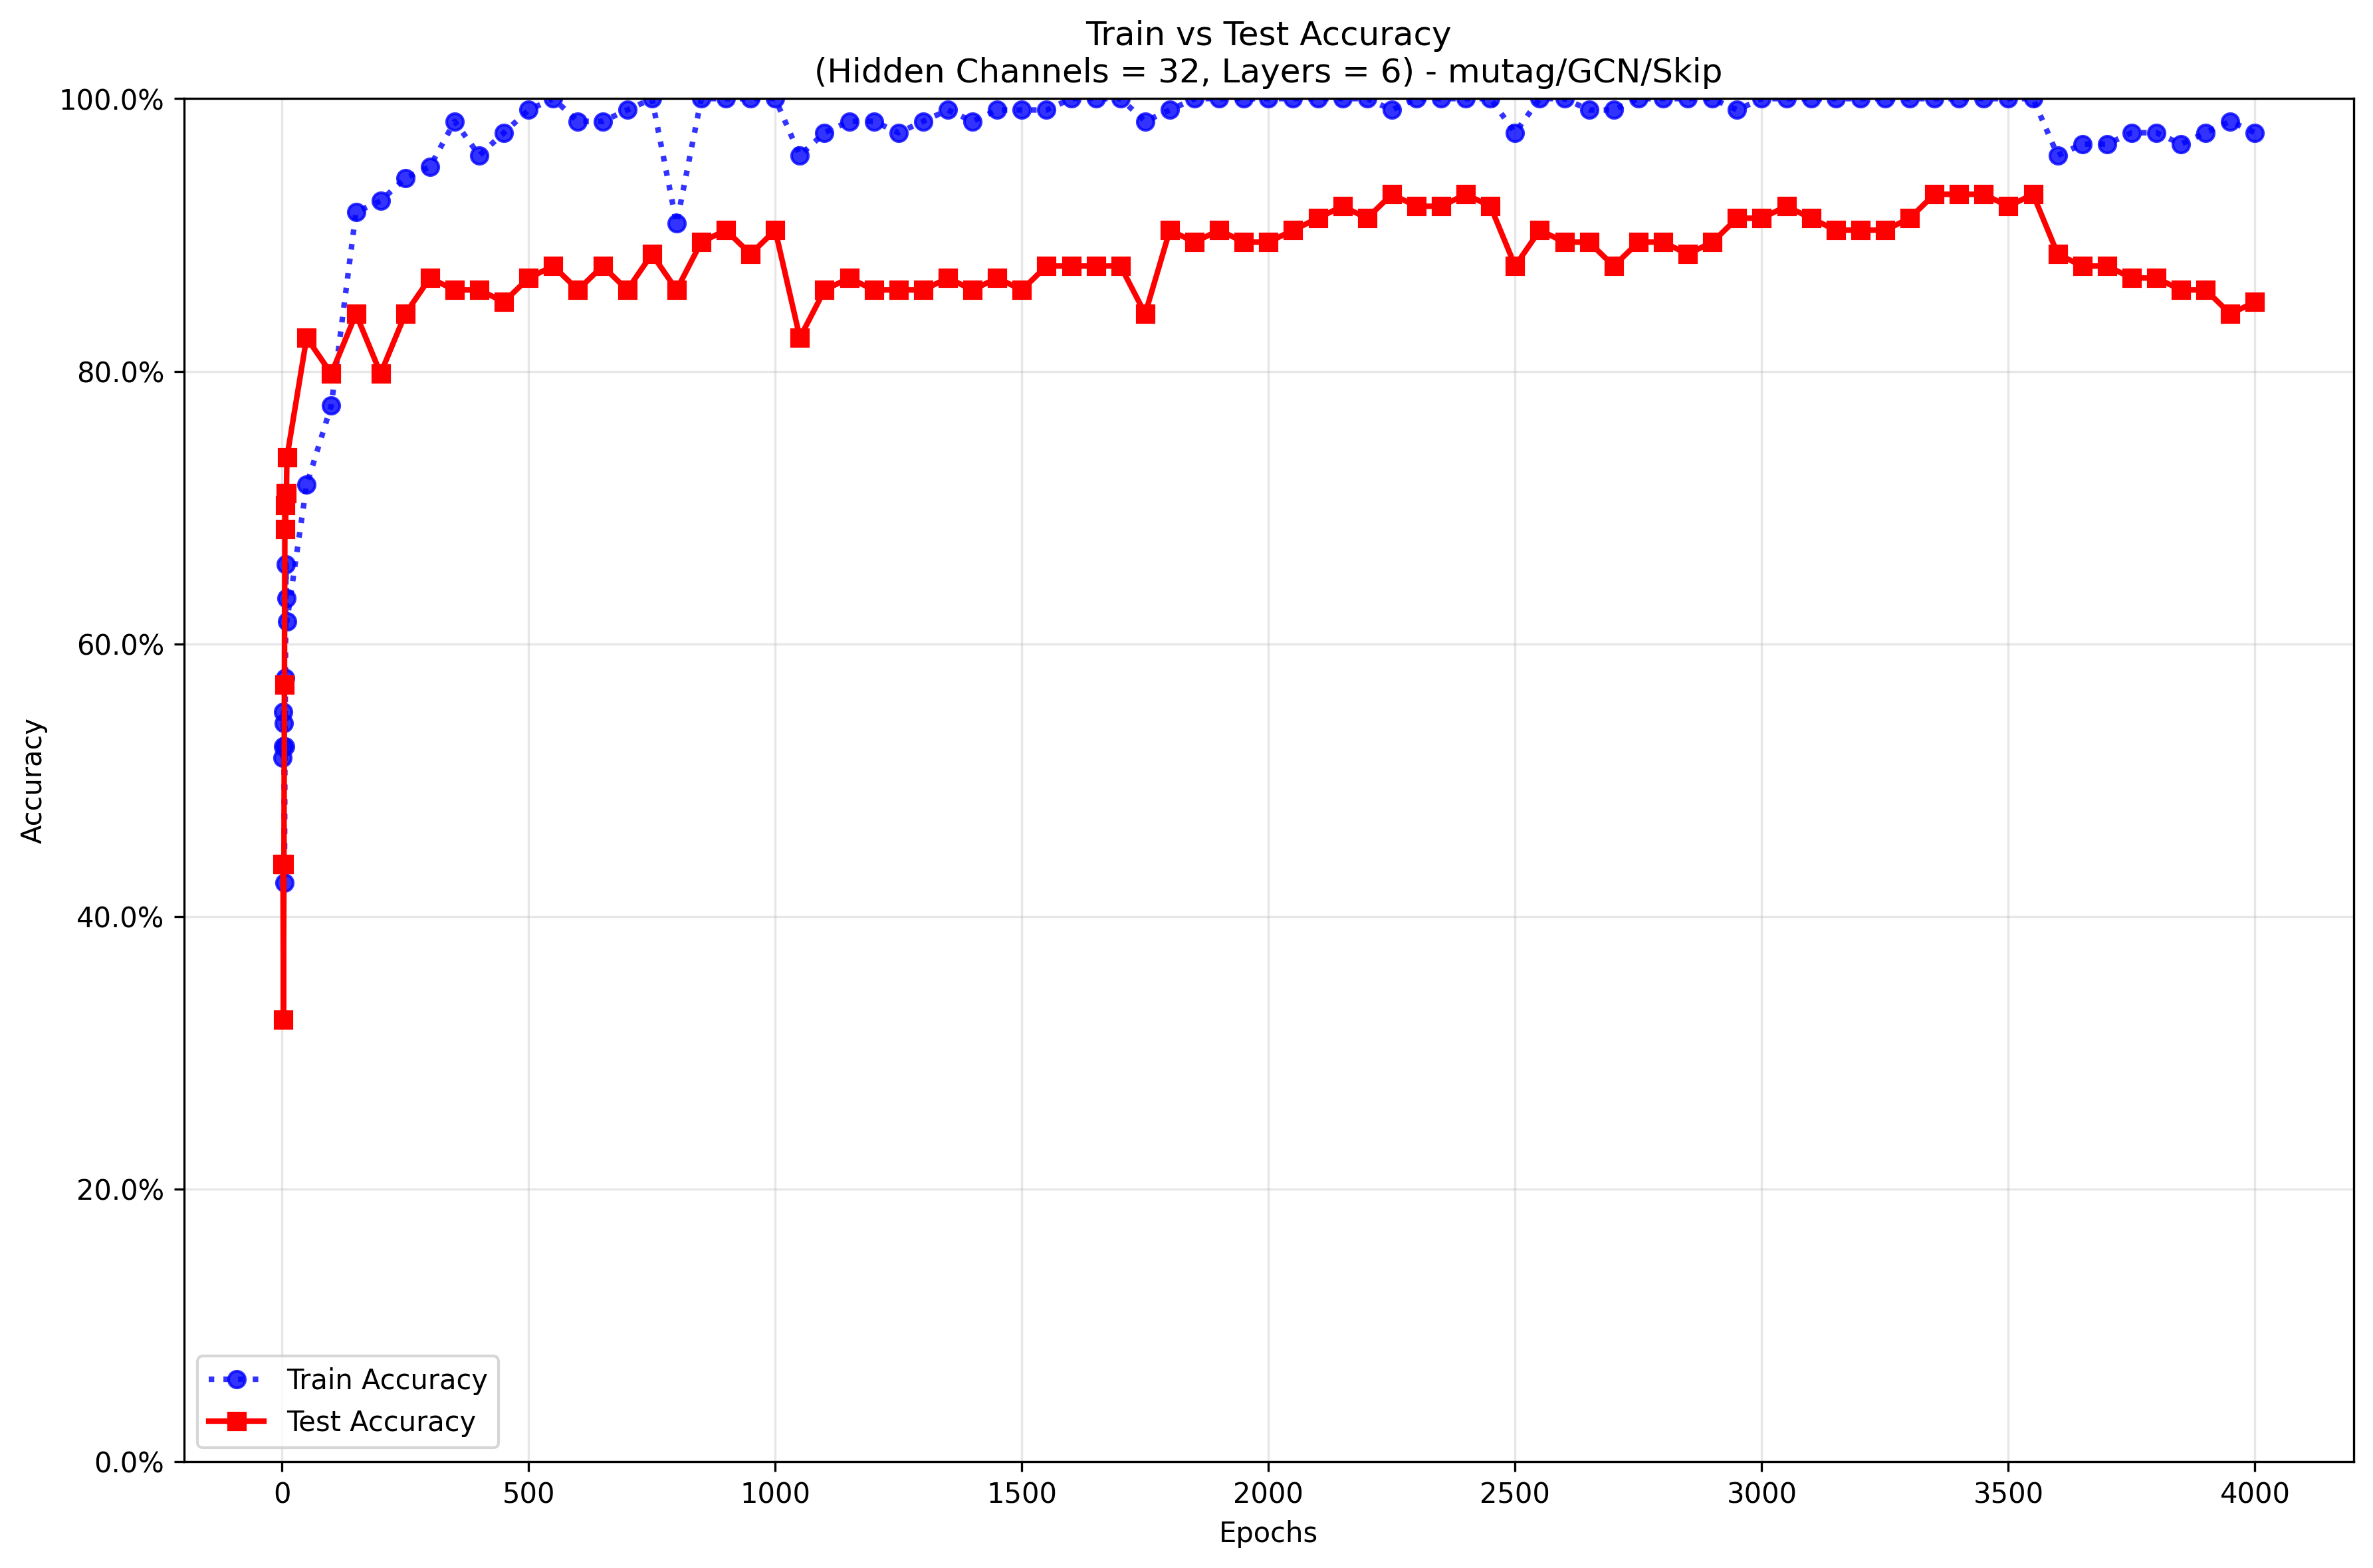 Train vs Test Accuracy
(Hidden Channels = 32, Layers = 6) - mutag/GCN/Skip
100.0%
80.0%
60.0%
40.0%
20.0%
0.0%
Accuracy
Train Accuracy
Test Accuracy
0 500 1000 1500 2000 2500 3000 3500 4000
Epochs